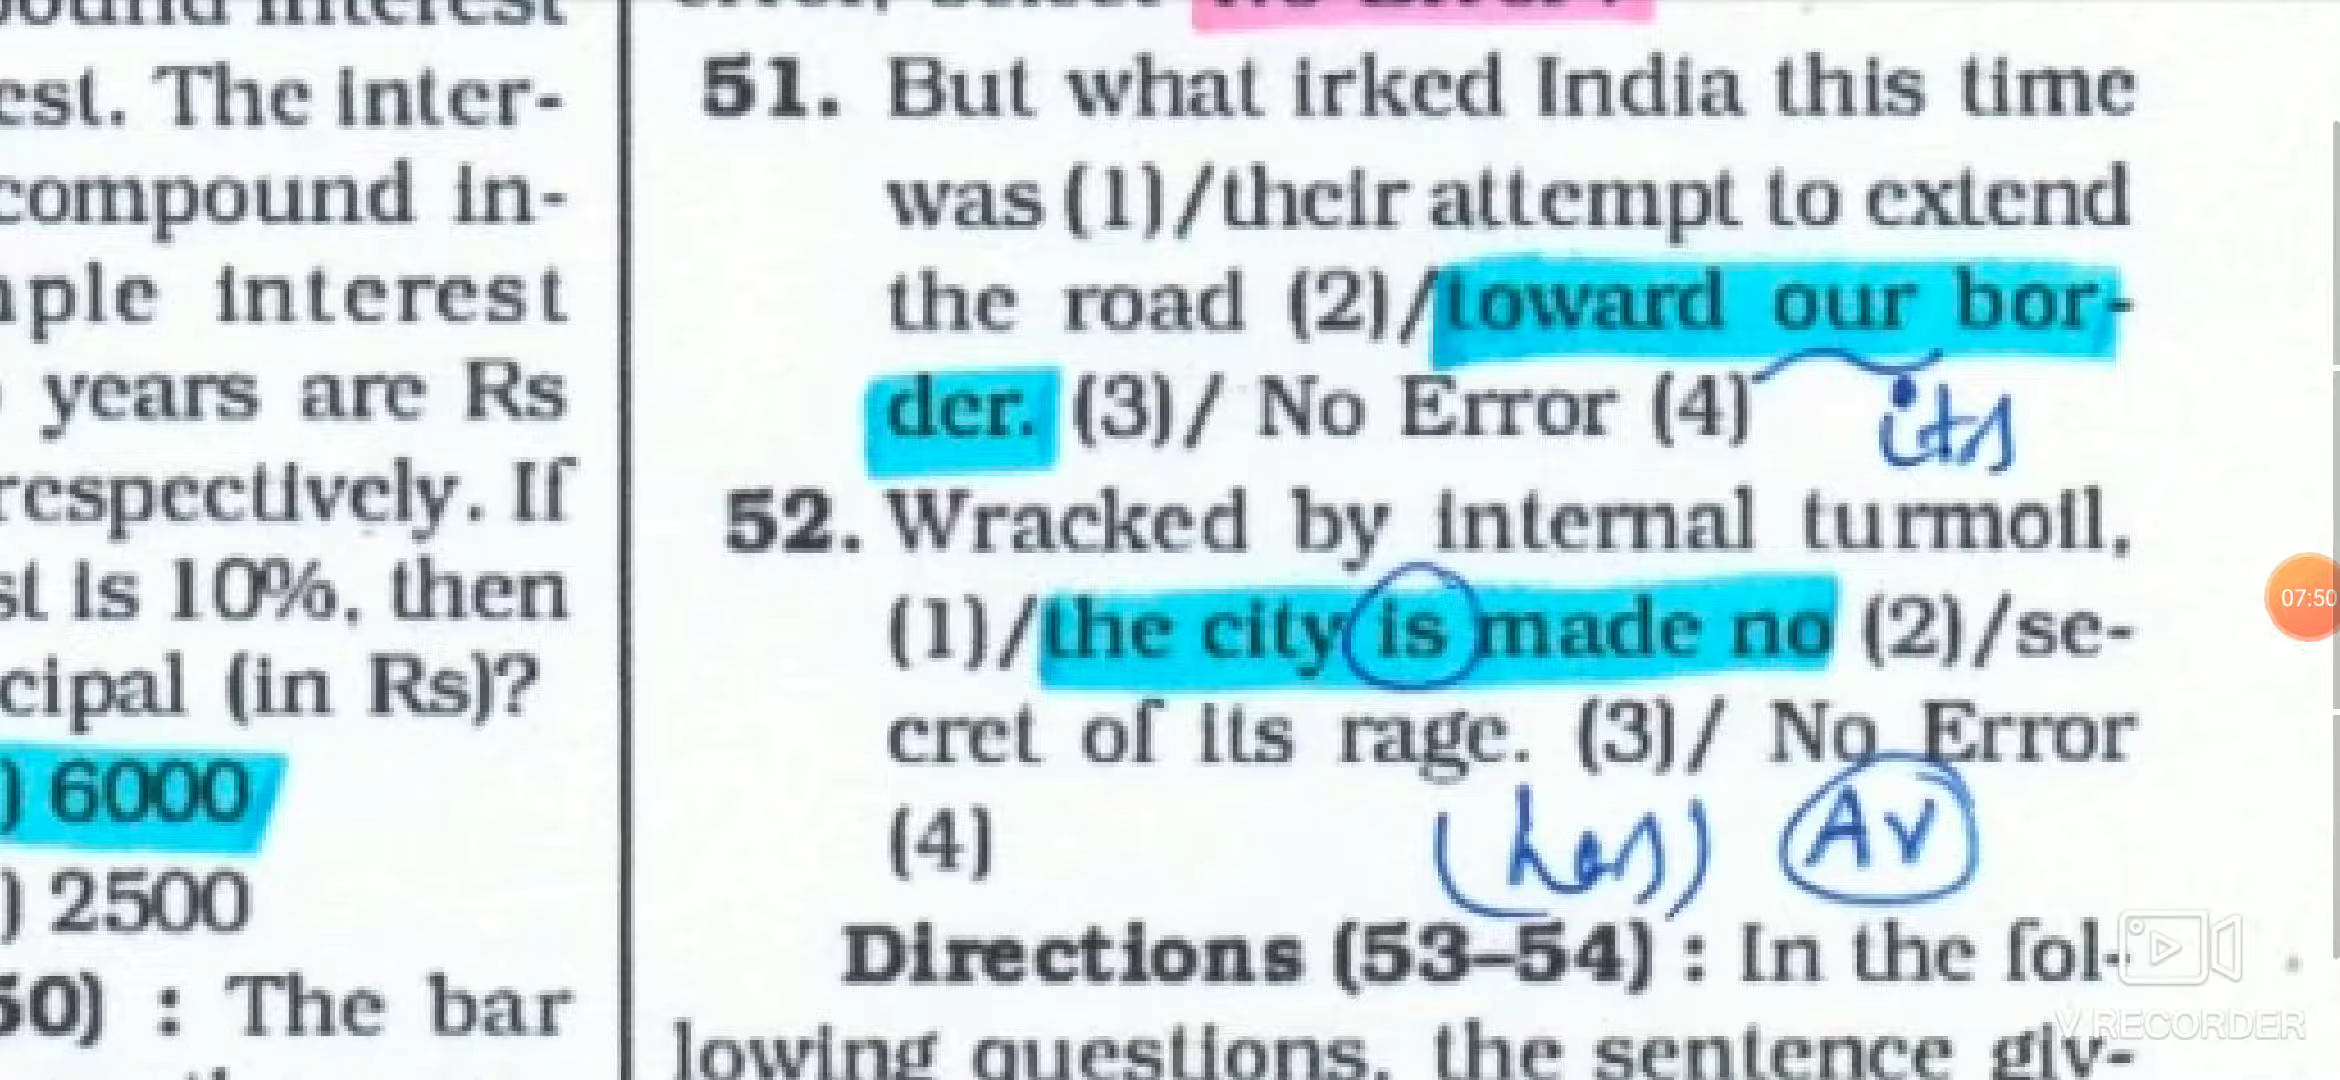 est. The inter-
compound in-
ple interest
years are Rs
respectively. If
st is 10%, then
cipal (in Rs)?
) 6000
) 2500
50) : The bar
51. But what irked India this time
was (1)/their attempt to extend
the road (2)/toward our bor-
der. (3)/ No Error (4)
its
52. Wracked by internal turmoil,
(1)/the city is made no (2)/se-
cret of its rage. (3)/ No Error
(4) (has) AV
Directions (53–54) : In the fol-
lowing questions, the sentence giv-
07:50
V RECORDER